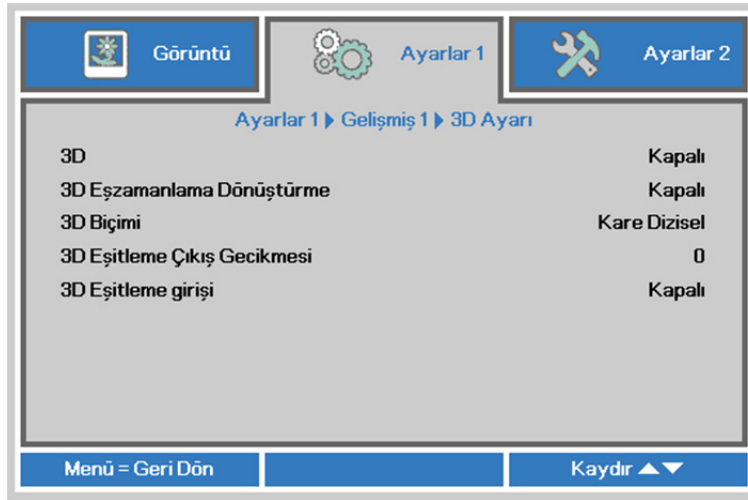 Görüntü
Ayarlar 1
Ayarlar 2
Ayarlar 1 ▶ Gelişmiş 1 ▶ 3D Ayarı
3D Kapalı
3D Eşzamanlama Dönüştürme Kapalı
3D Biçimi Kare Dizisel
3D Eşitleme Çıkış Gecikmesi 0
3D Eşitleme girişi Kapalı
Menü = Geri Dön
Kaydır ▲▼